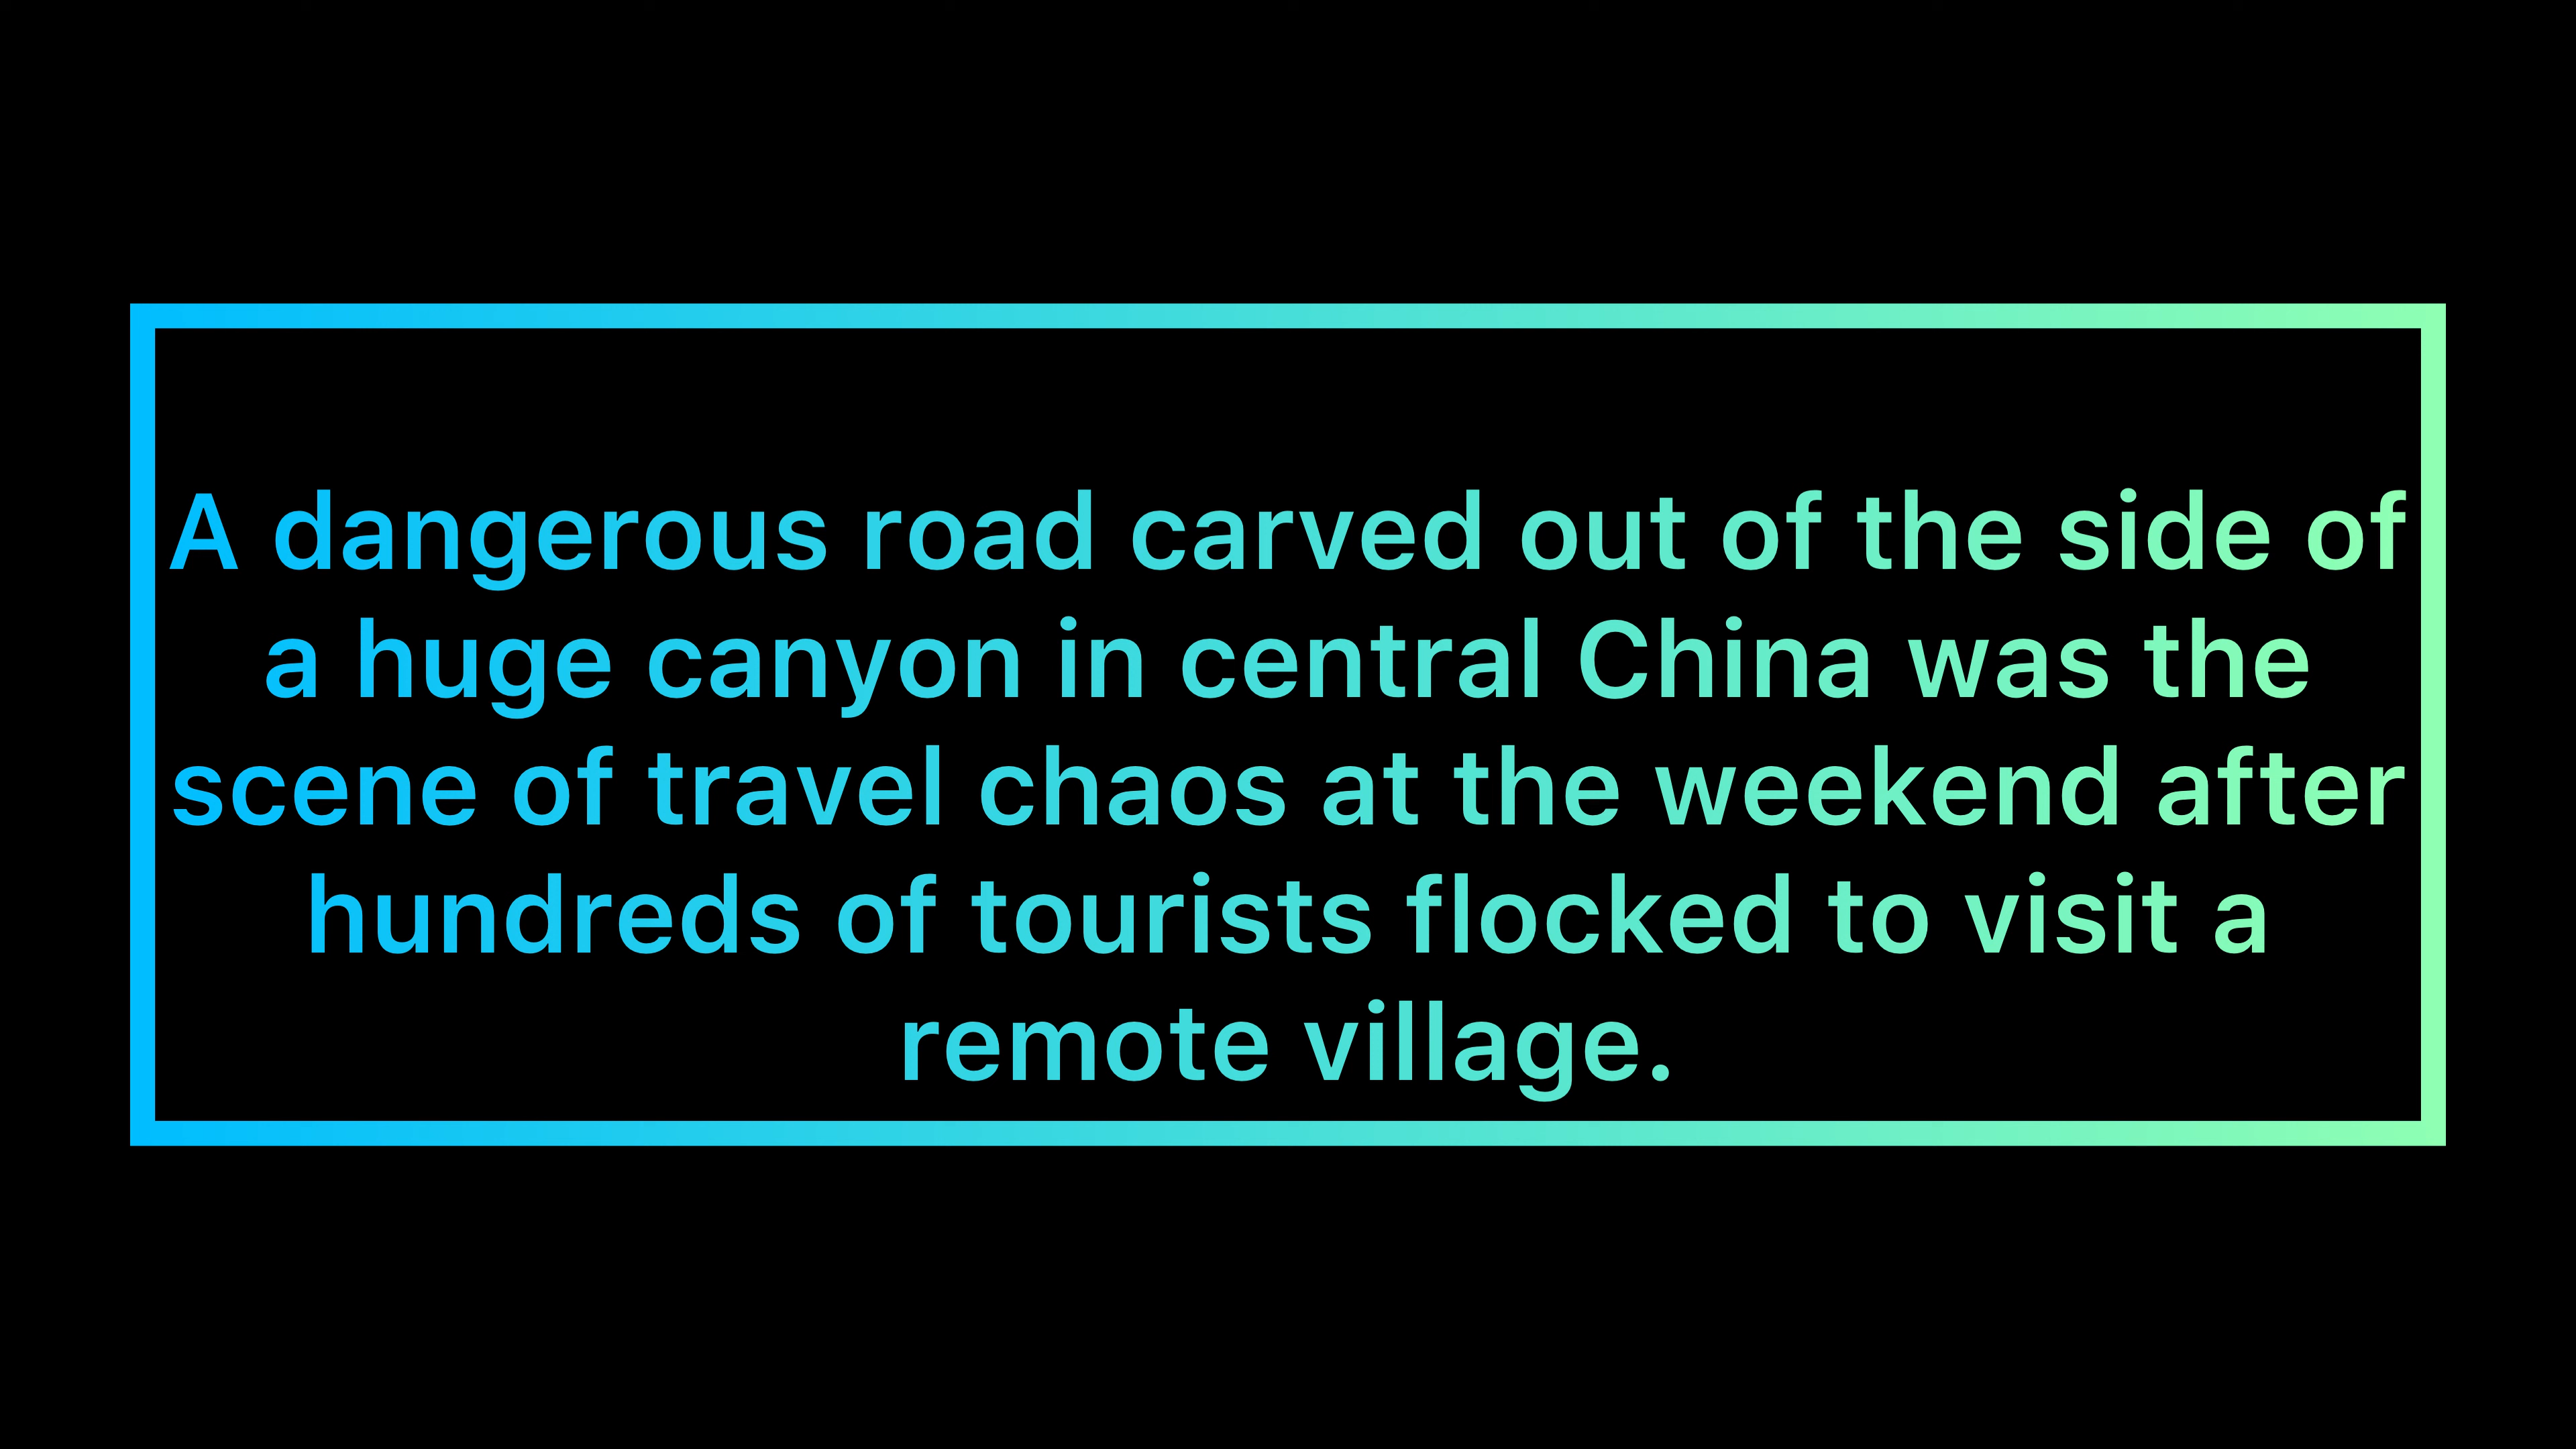 A dangerous road carved out of the side of
a huge canyon in central China was the
scene of travel chaos at the weekend after
hundreds of tourists flocked to visit a
remote village.